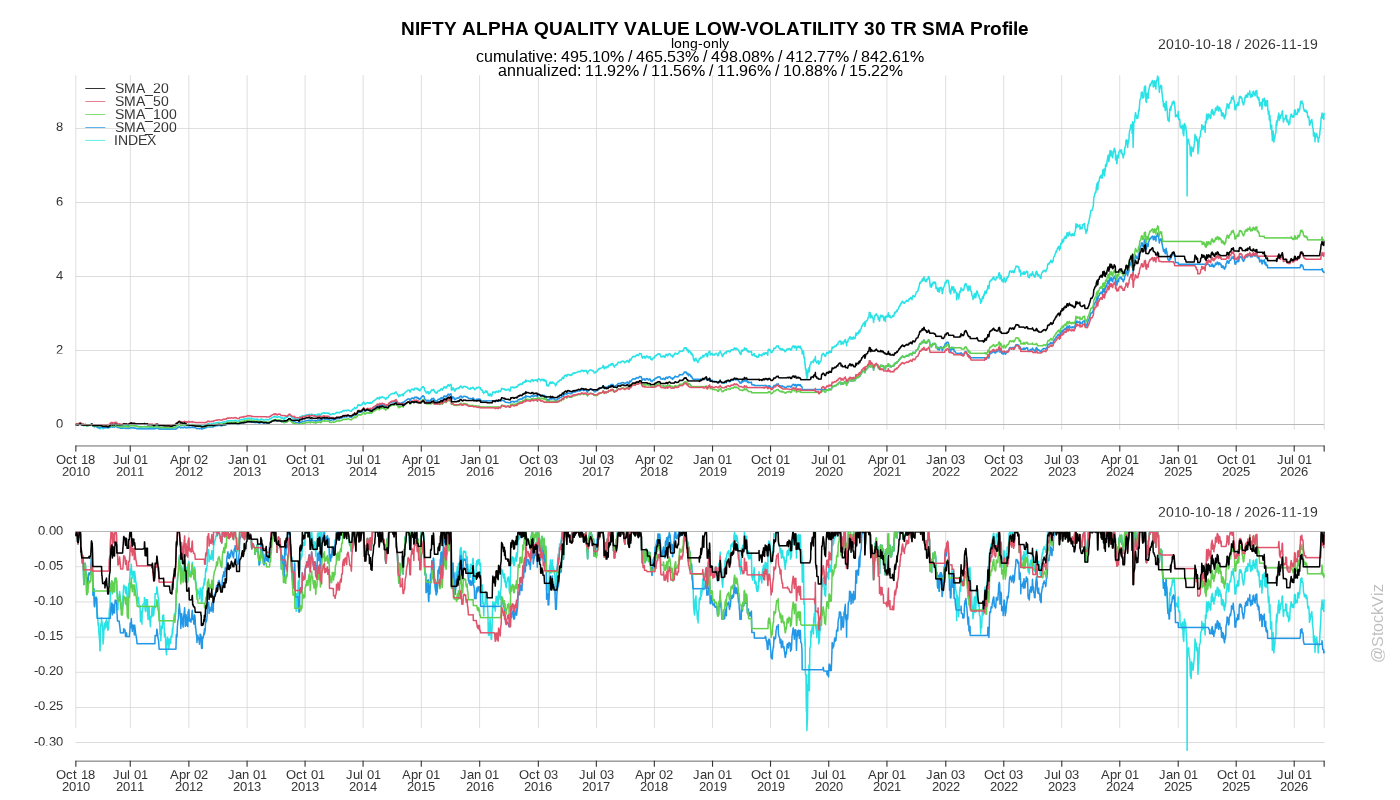 NIFTY ALPHA QUALITY VALUE LOW-VOLATILITY 30 TR SMA Profile
long-only
cumulative: 495.10% / 465.53% / 498.08% / 412.77% / 842.61%
annualized: 11.92% / 11.56% / 11.96% / 10.88% / 15.22%
2010-10-18 / 2026-11-19
SMA_20
SMA_50
SMA_100
SMA_200
INDEX
8
6
4
2
0
Oct 18 Jul 01 Apr 02 Jan 01 Oct 01 Jul 01 Apr 01 Jan 01 Oct 03 Jul 03 Apr 02 Jan 01 Oct 01 Jul 01 Apr 01 Jan 03 Oct 03 Jul 03 Apr 01 Jan 01 Oct 01 Jul 01
2010 2011 2012 2013 2013 2014 2015 2016 2016 2017 2018 2019 2019 2020 2021 2022 2022 2023 2024 2025 2025 2026
2010-10-18 / 2026-11-19
0.00
-0.05
-0.10
-0.15
-0.20
-0.25
-0.30
Oct 18 Jul 01 Apr 02 Jan 01 Oct 01 Jul 01 Apr 01 Jan 01 Oct 03 Jul 03 Apr 02 Jan 01 Oct 01 Jul 01 Apr 01 Jan 03 Oct 03 Jul 03 Apr 01 Jan 01 Oct 01 Jul 01
2010 2011 2012 2013 2013 2014 2015 2016 2016 2017 2018 2019 2019 2020 2021 2022 2022 2023 2024 2025 2025 2026
@StockViz